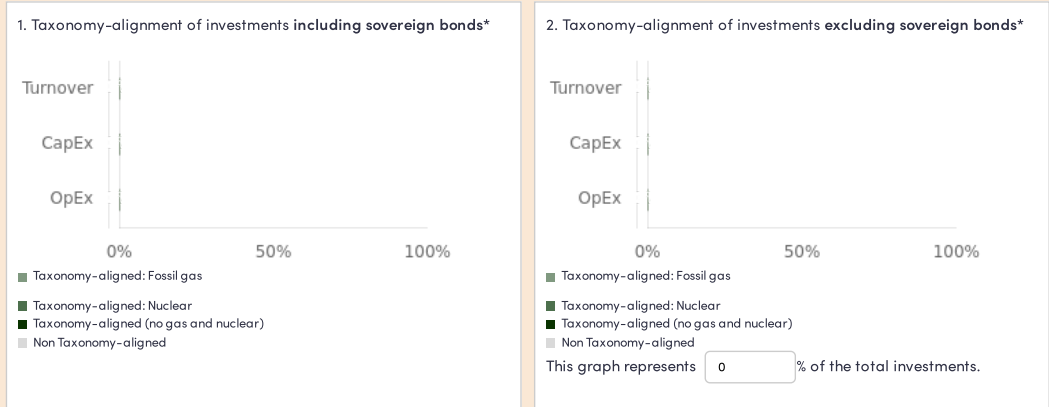 1. Taxonomy-alignment of investments including sovereign bonds*
Turnover
CapEx
OpEx
0% 50% 100%
Taxonomy-aligned: Fossil gas
Taxonomy-aligned: Nuclear
Taxonomy-aligned (no gas and nuclear)
Non Taxonomy-aligned
2. Taxonomy-alignment of investments excluding sovereign bonds*
Turnover
CapEx
OpEx
0% 50% 100%
Taxonomy-aligned: Fossil gas
Taxonomy-aligned: Nuclear
Taxonomy-aligned (no gas and nuclear)
Non Taxonomy-aligned
This graph represents 0 % of the total investments.